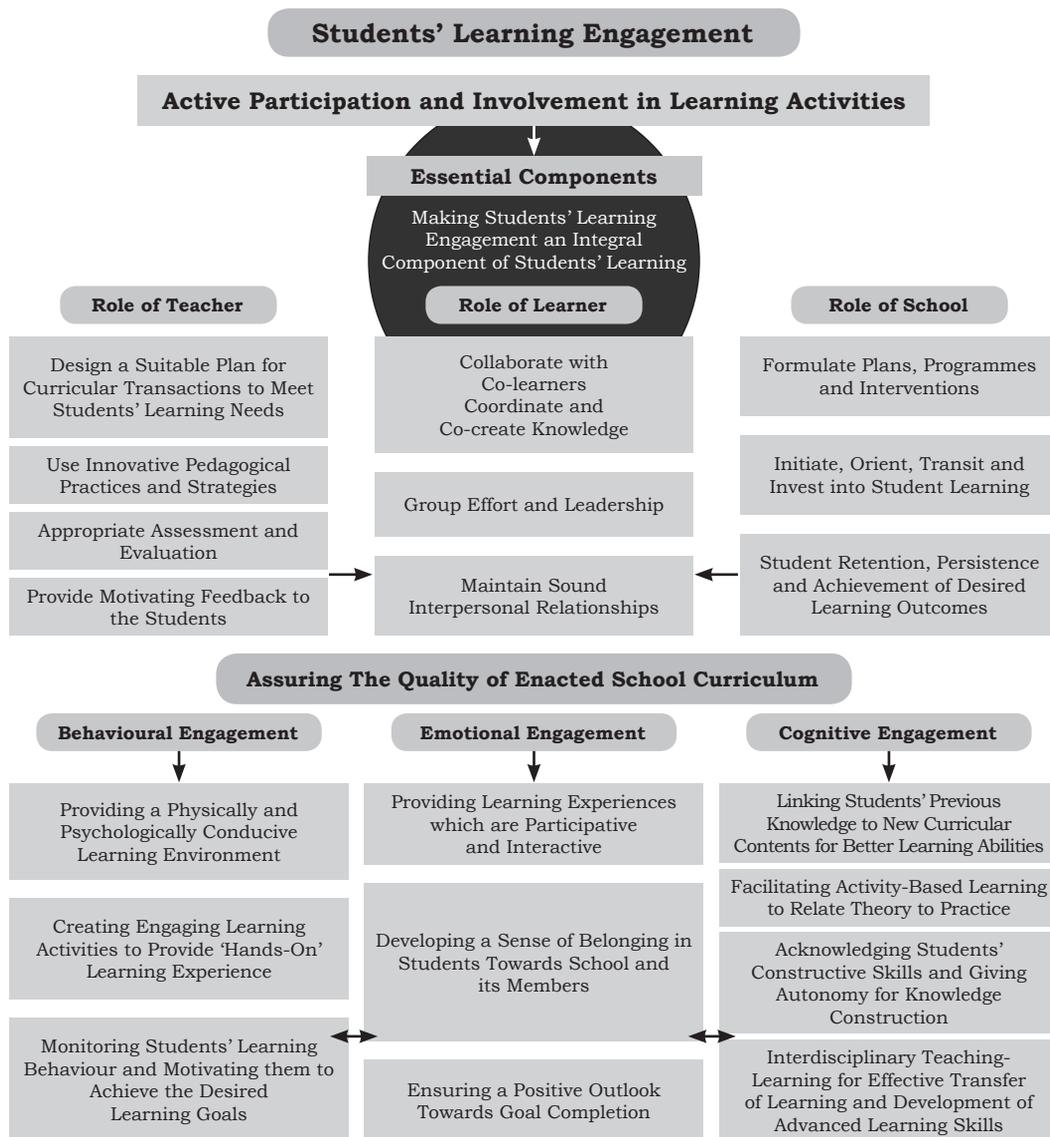 Students’ Learning Engagement
Active Participation and Involvement in Learning Activities
Essential Components
Making Students’ Learning
Engagement an Integral
Component of Students’ Learning
Role of Teacher
Design a Suitable Plan for
Curricular Transactions to Meet
Students’ Learning Needs
Use Innovative Pedagogical
Practices and Strategies
Appropriate Assessment and
Evaluation
Provide Motivating Feedback to
the Students
Role of Learner
Collaborate with
Co-learners
Coordinate and
Co-create Knowledge
Group Effort and Leadership
Maintain Sound
Interpersonal Relationships
Role of School
Formulate Plans, Programmes
and Interventions
Initiate, Orient, Transit and
Invest into Student Learning
Student Retention, Persistence
and Achievement of Desired
Learning Outcomes
Assuring The Quality of Enacted School Curriculum
Behavioural Engagement
Providing a Physically and
Psychologically Conducive
Learning Environment
Creating Engaging Learning
Activities to Provide ‘Hands-On’
Learning Experience
Monitoring Students’ Learning
Behaviour and Motivating them to
Achieve the Desired
Learning Goals
Emotional Engagement
Providing Learning Experiences
which are Participative
and Interactive
Developing a Sense of Belonging in
Students Towards School and
its Members
Ensuring a Positive Outlook
Towards Goal Completion
Cognitive Engagement
Linking Students’ Previous
Knowledge to New Curricular
Contents for Better Learning Abilities
Facilitating Activity-Based Learning
to Relate Theory to Practice
Acknowledging Students’
Constructive Skills and Giving
Autonomy for Knowledge
Construction
Interdisciplinary Teaching-
Learning for Effective Transfer
of Learning and Development of
Advanced Learning Skills